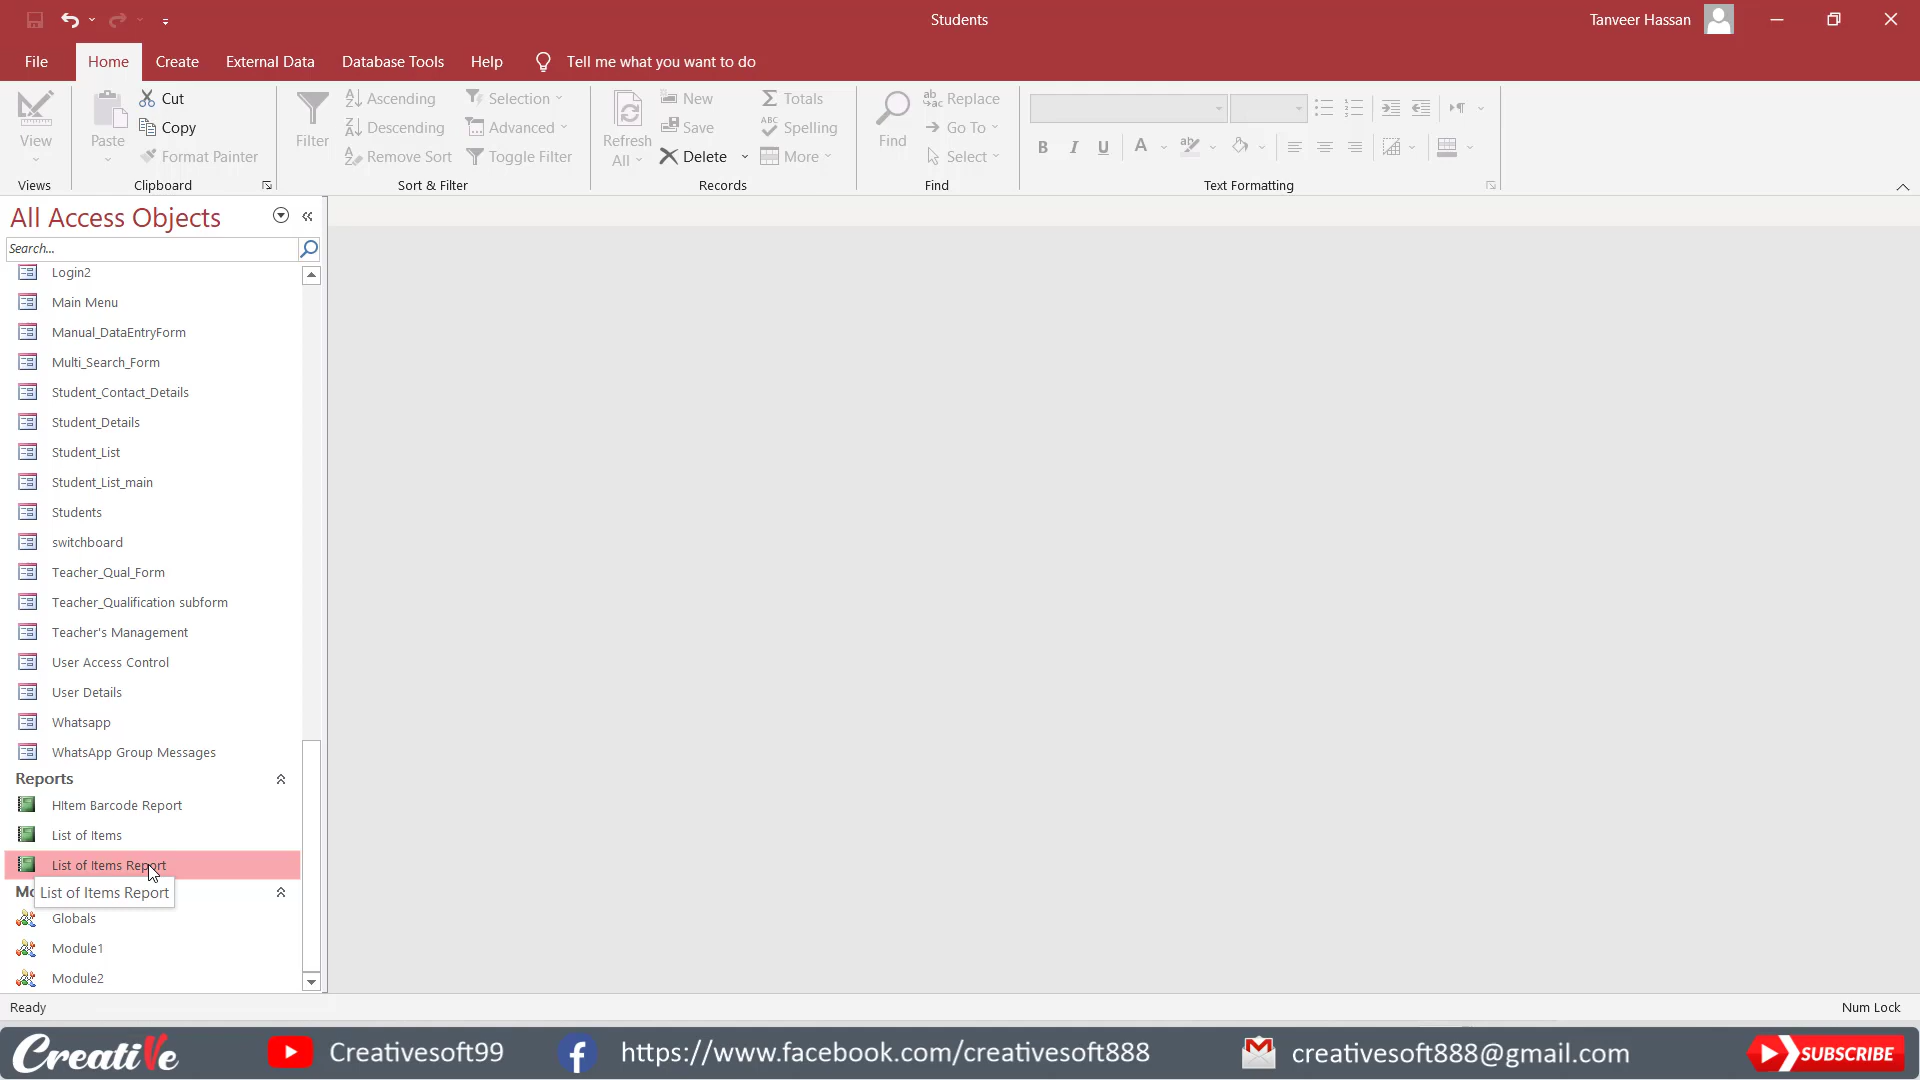 Students
Tanveer Hassan
File Home Create External Data Database Tools Help Tell me what you want to do
View
Views
Paste
Cut
Copy
Format Painter
Clipboard
Filter
Ascending
Descending
Remove Sort
Selection
Advanced
Toggle Filter
Sort & Filter
Refresh
All
New
Save
Delete
Totals
Spelling
More
Records
Find
Replace
Go To
Select
Find
B I U A
Text Formatting
All Access Objects
Search...
Login2
Main Menu
Manual_DataEntryForm
Multi_Search_Form
Student_Contact_Details
Student_Details
Student_List
Student_List_main
Students
switchboard
Teacher_Qual_Form
Teacher_Qualification subform
Teacher's Management
User Access Control
User Details
Whatsapp
WhatsApp Group Messages
Reports
HItem Barcode Report
List of Items
List of Items Report
Mo
List of Items Report
Globals
Module1
Module2
Ready
Num Lock
CreatiVe
Creativesoft99
https://www.facebook.com/creativesoft888
creativesoft888@gmail.com
SUBSCRIBE